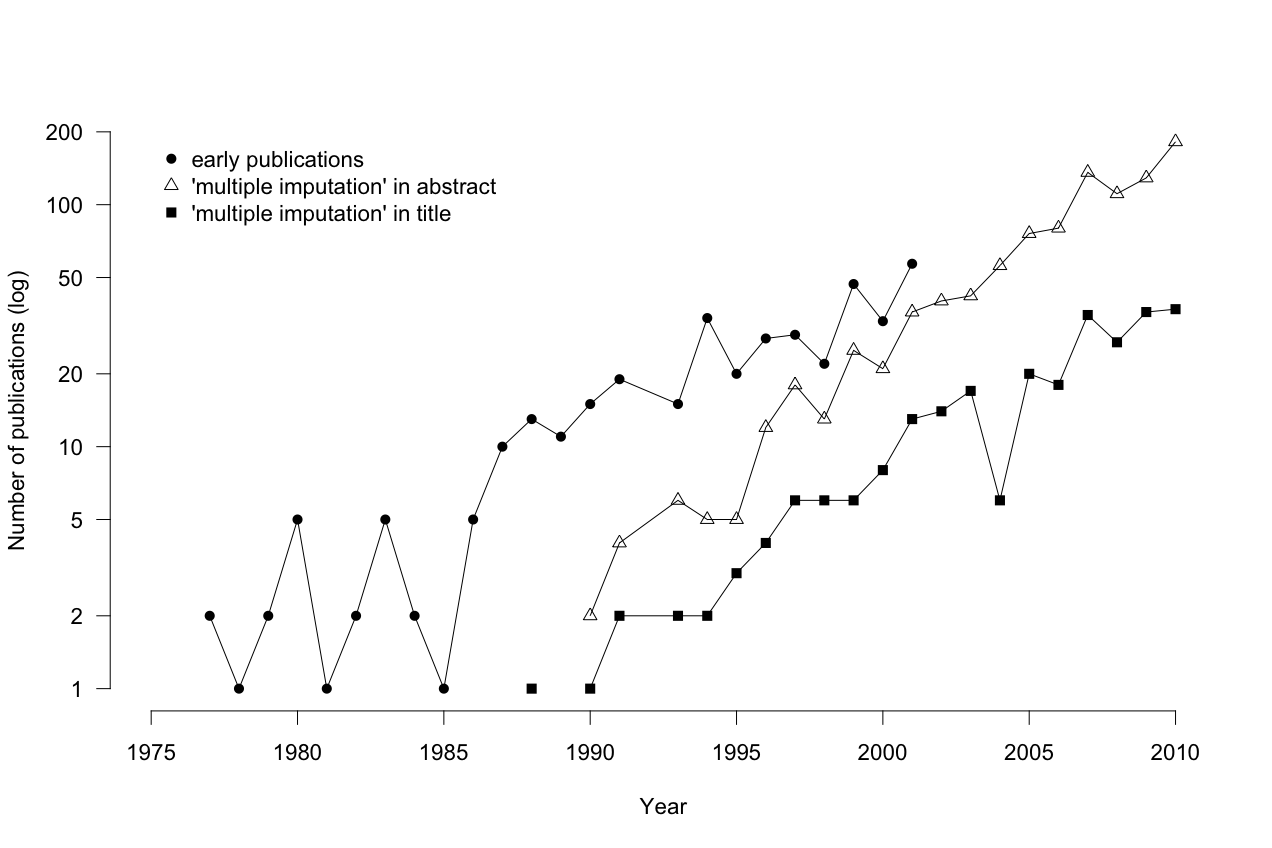 200
100
50
20
10
5
2
1
Number of publications (log)
early publications
'multiple imputation' in abstract
'multiple imputation' in title
1975 1980 1985 1990 1995 2000 2005 2010
Year